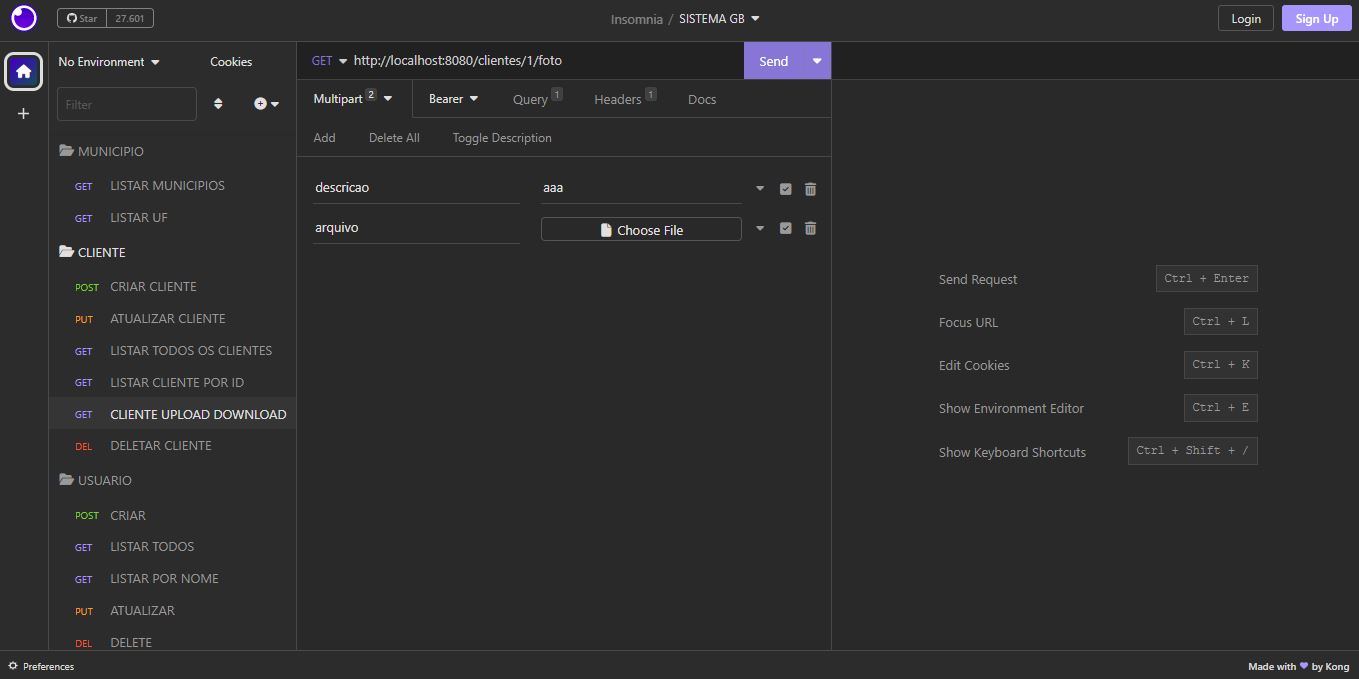 Star 27.601
Insomnia / SISTEMA GB
Login
Sign Up
No Environment
Cookies
Filter
MUNICIPIO
GET LISTAR MUNICIPIOS
GET LISTAR UF
CLIENTE
POST CRIAR CLIENTE
PUT ATUALIZAR CLIENTE
GET LISTAR TODOS OS CLIENTES
GET LISTAR CLIENTE POR ID
GET CLIENTE UPLOAD DOWNLOAD
DEL DELETAR CLIENTE
USUARIO
POST CRIAR
GET LISTAR TODOS
GET LISTAR POR NOME
PUT ATUALIZAR
DEL DELETE
GET http://localhost:8080/clientes/1/foto
Send
Multipart 2
Bearer
Query 1
Headers 1
Docs
Add
Delete All
Toggle Description
descricao
aaa
arquivo
Choose File
Send Request Ctrl + Enter
Focus URL Ctrl + L
Edit Cookies Ctrl + K
Show Environment Editor Ctrl + E
Show Keyboard Shortcuts Ctrl + Shift + /
Preferences
Made with ♥ by Kong